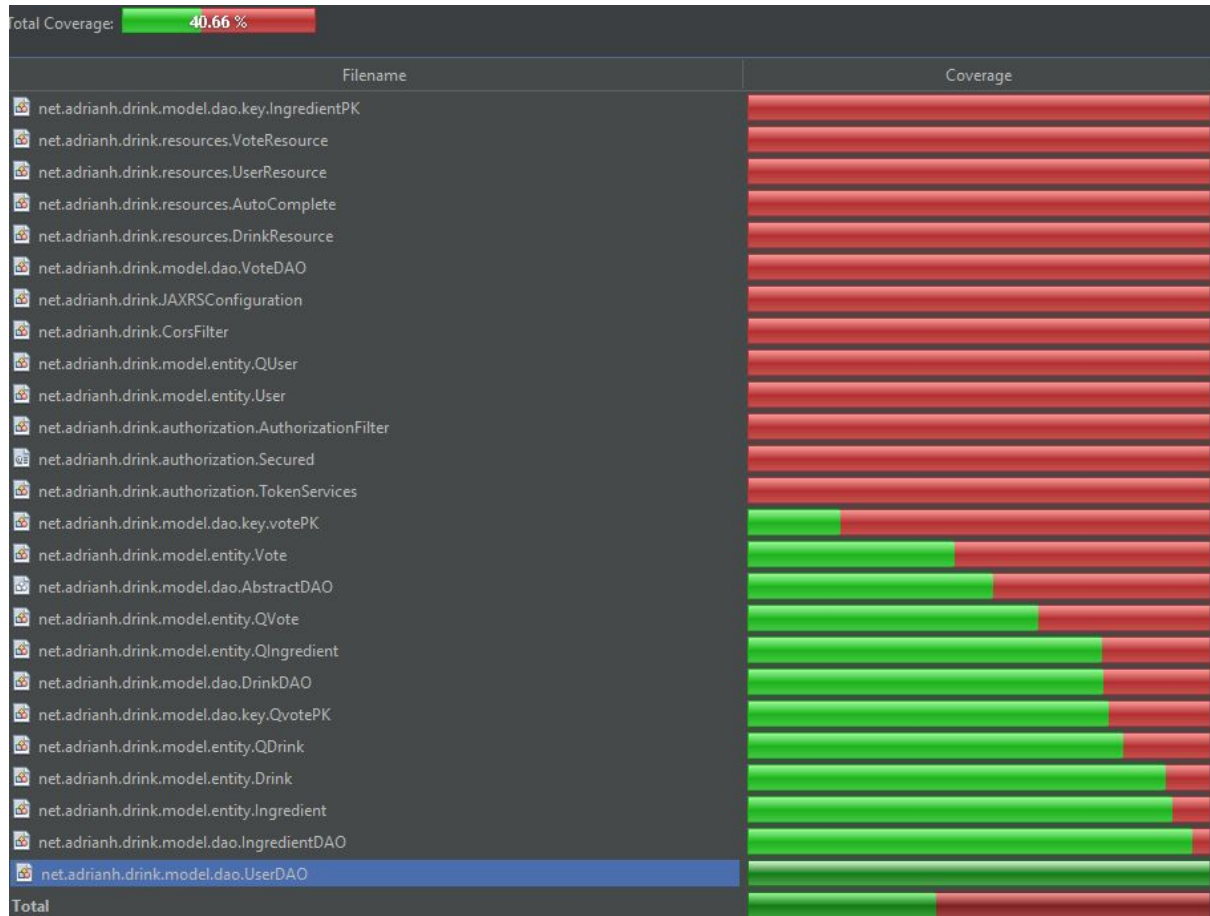 Total Coverage: 40.66 %
Filename Coverage
net.adrianh.drink.model.dao.key.IngredientPK
net.adrianh.drink.resources.VoteResource
net.adrianh.drink.resources.UserResource
net.adrianh.drink.resources.AutoComplete
net.adrianh.drink.resources.DrinkResource
net.adrianh.drink.model.dao.VoteDAO
net.adrianh.drink.JAXRSConfiguration
net.adrianh.drink.CorsFilter
net.adrianh.drink.model.entity.QUser
net.adrianh.drink.model.entity.User
net.adrianh.drink.authorization.AuthorizationFilter
net.adrianh.drink.authorization.Secured
net.adrianh.drink.authorization.TokenServices
net.adrianh.drink.model.dao.key.votePK
net.adrianh.drink.model.entity.Vote
net.adrianh.drink.model.dao.AbstractDAO
net.adrianh.drink.model.entity.QVote
net.adrianh.drink.model.entity.QIngredient
net.adrianh.drink.model.dao.DrinkDAO
net.adrianh.drink.model.dao.key.QvotePK
net.adrianh.drink.model.entity.QDrink
net.adrianh.drink.model.entity.Drink
net.adrianh.drink.model.entity.Ingredient
net.adrianh.drink.model.dao.IngredientDAO
net.adrianh.drink.model.dao.UserDAO
Total